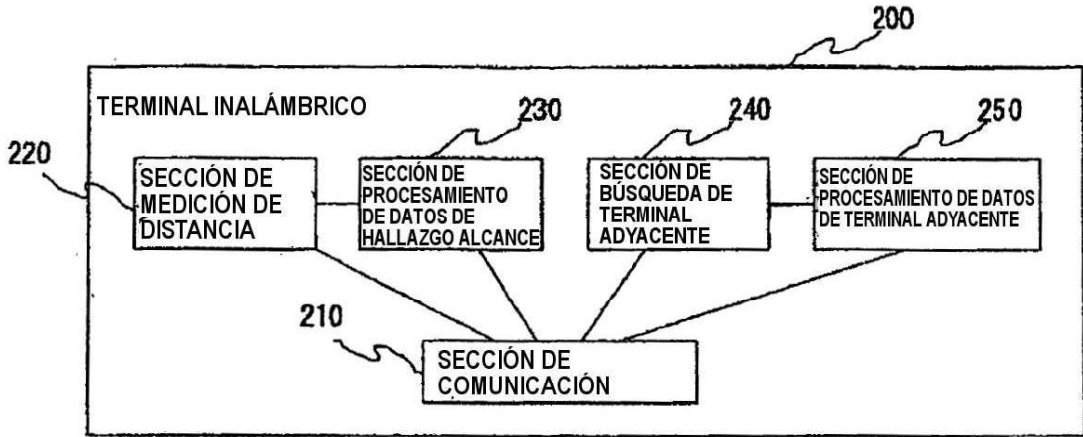 200
TERMINAL INALÁMBRICO
230
240
250
220
SECCIÓN DE
MEDICIÓN DE
DISTANCIA
SECCIÓN DE
PROCESAMIENTO
DE DATOS DE
HALLAZGO ALCANCE
SECCIÓN DE
BÚSQUEDA DE
TERMINAL
ADYACENTE
SECCIÓN DE
PROCESAMIENTO DE DATOS
DE TERMINAL ADYACENTE
210
SECCIÓN DE
COMUNICACIÓN